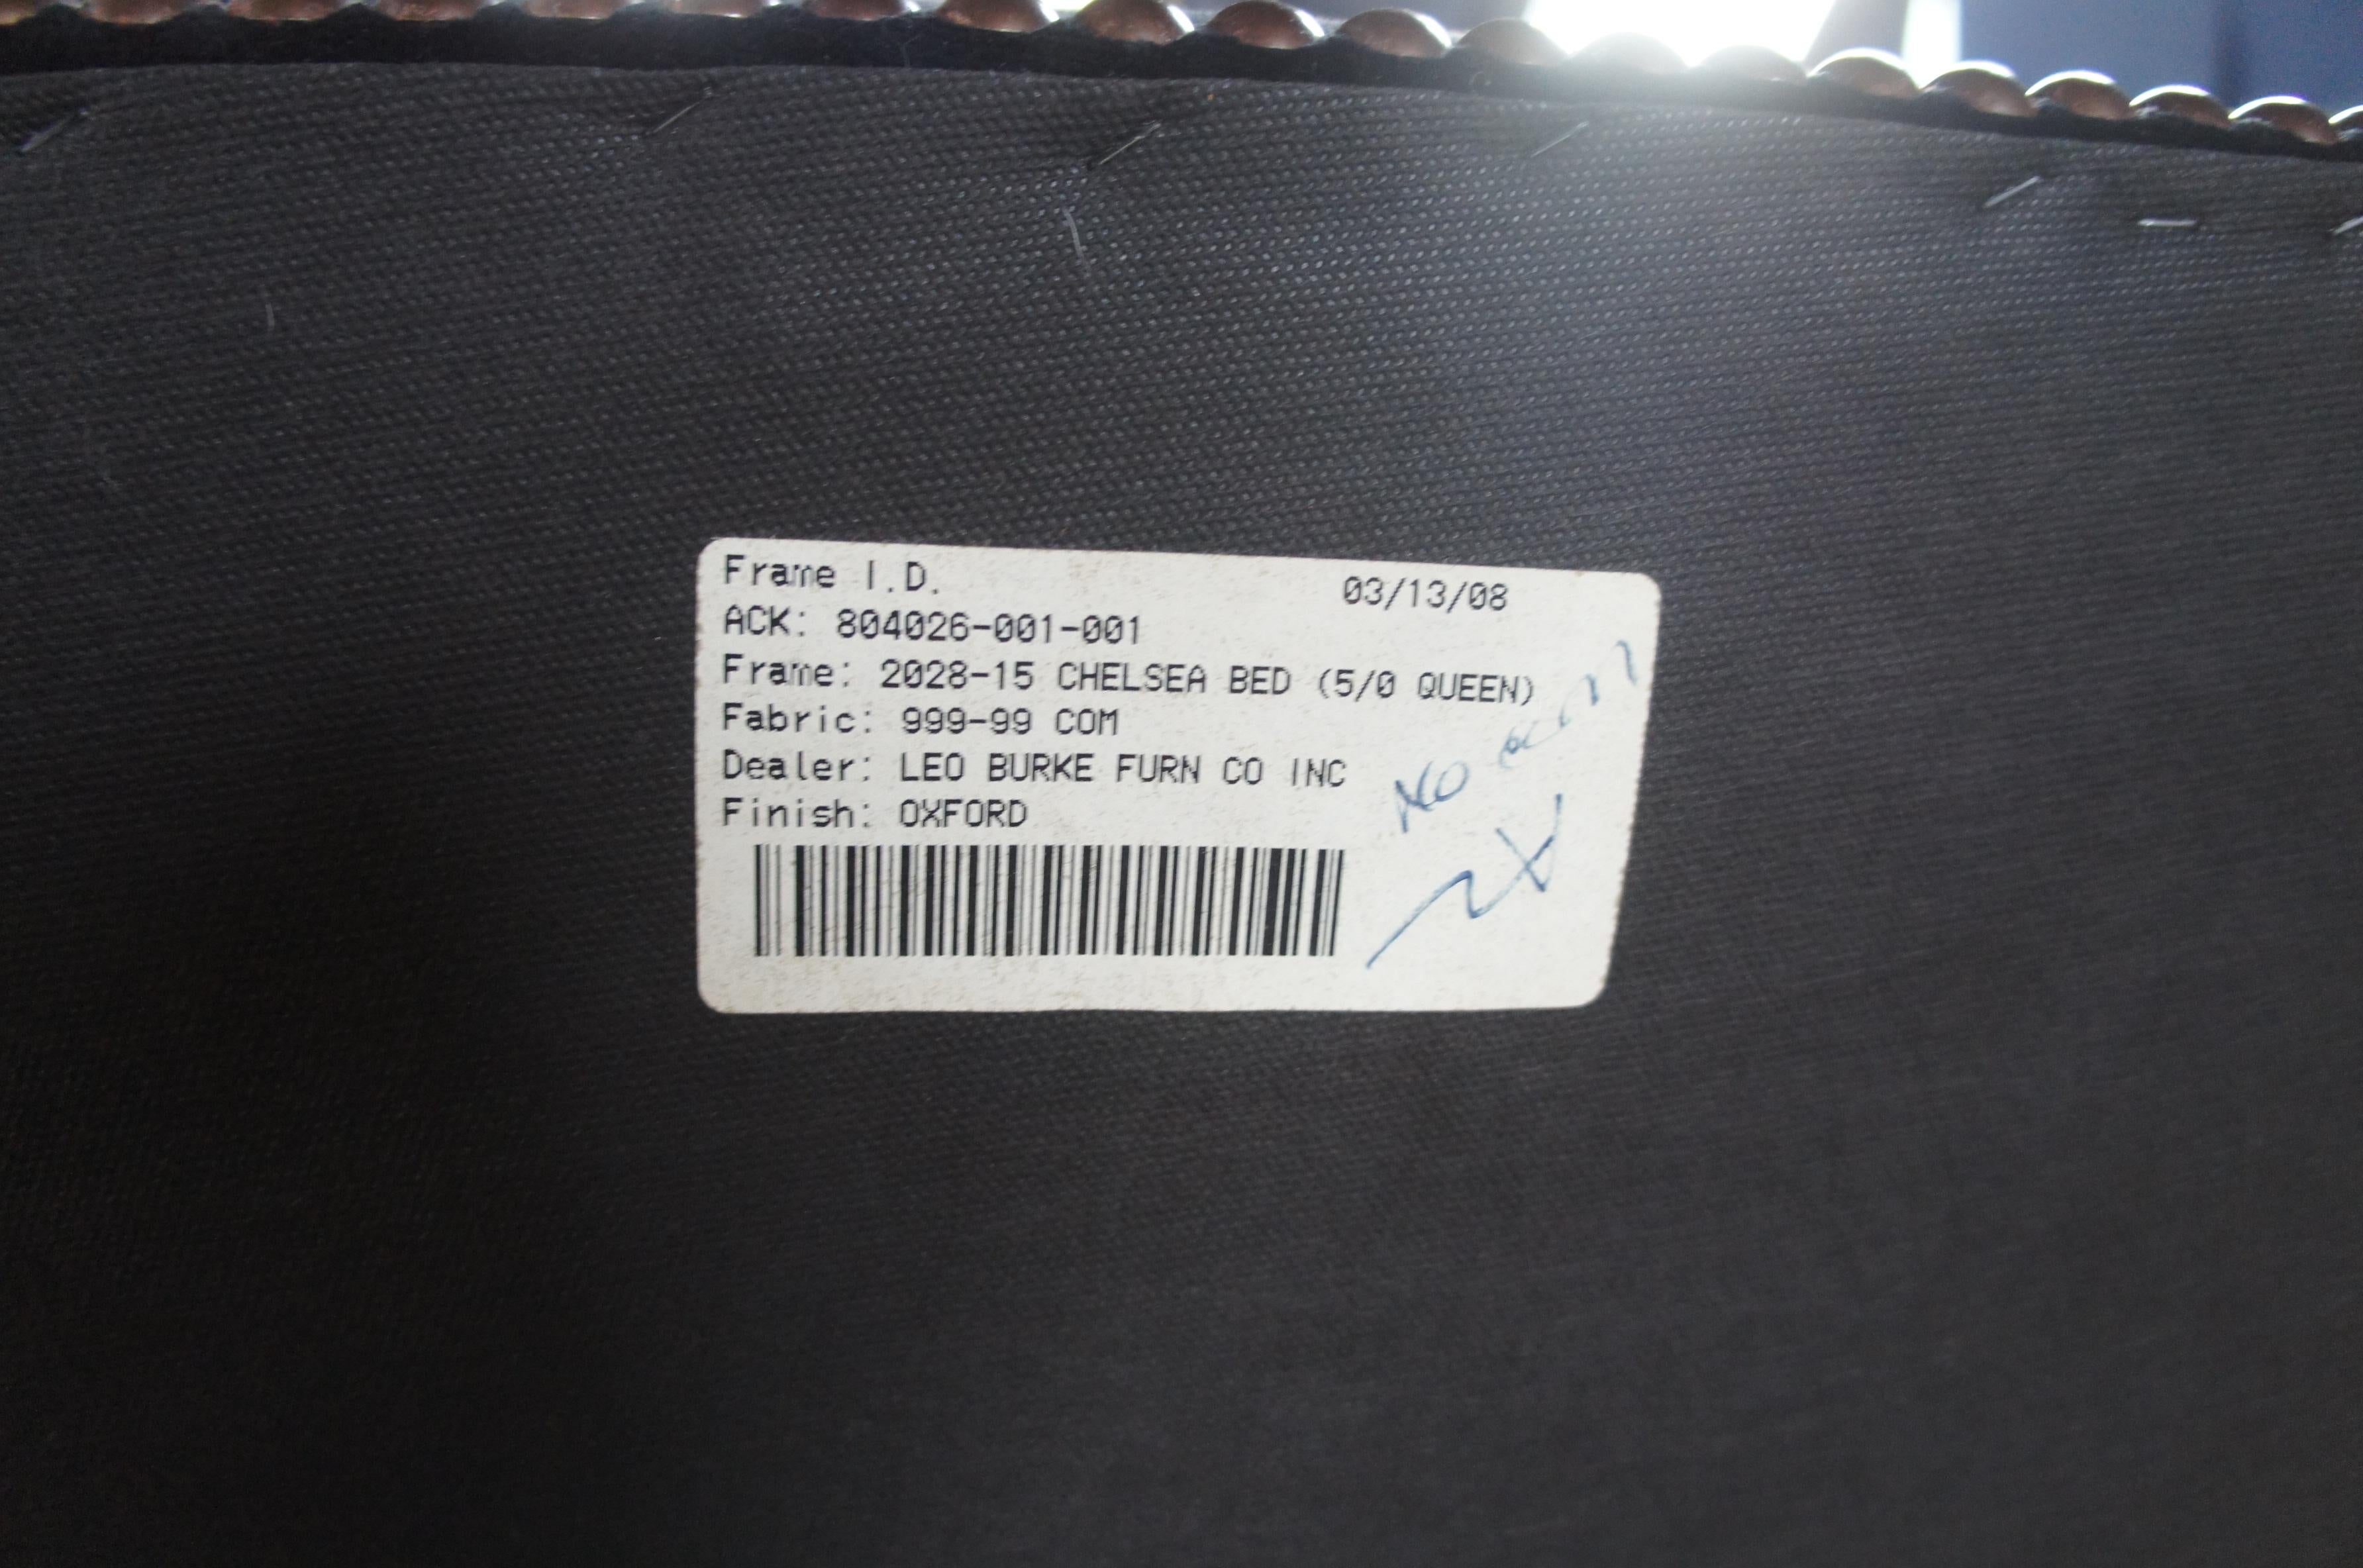 Frame I.D. 03/13/08
ACK: 804026-001-001
Frame: 2028-15 CHELSEA BED (5/0 QUEEN)
Fabric: 999-99 COM
Dealer: LEO BURKE FURN CO INC
Finish: OXFORD
NO